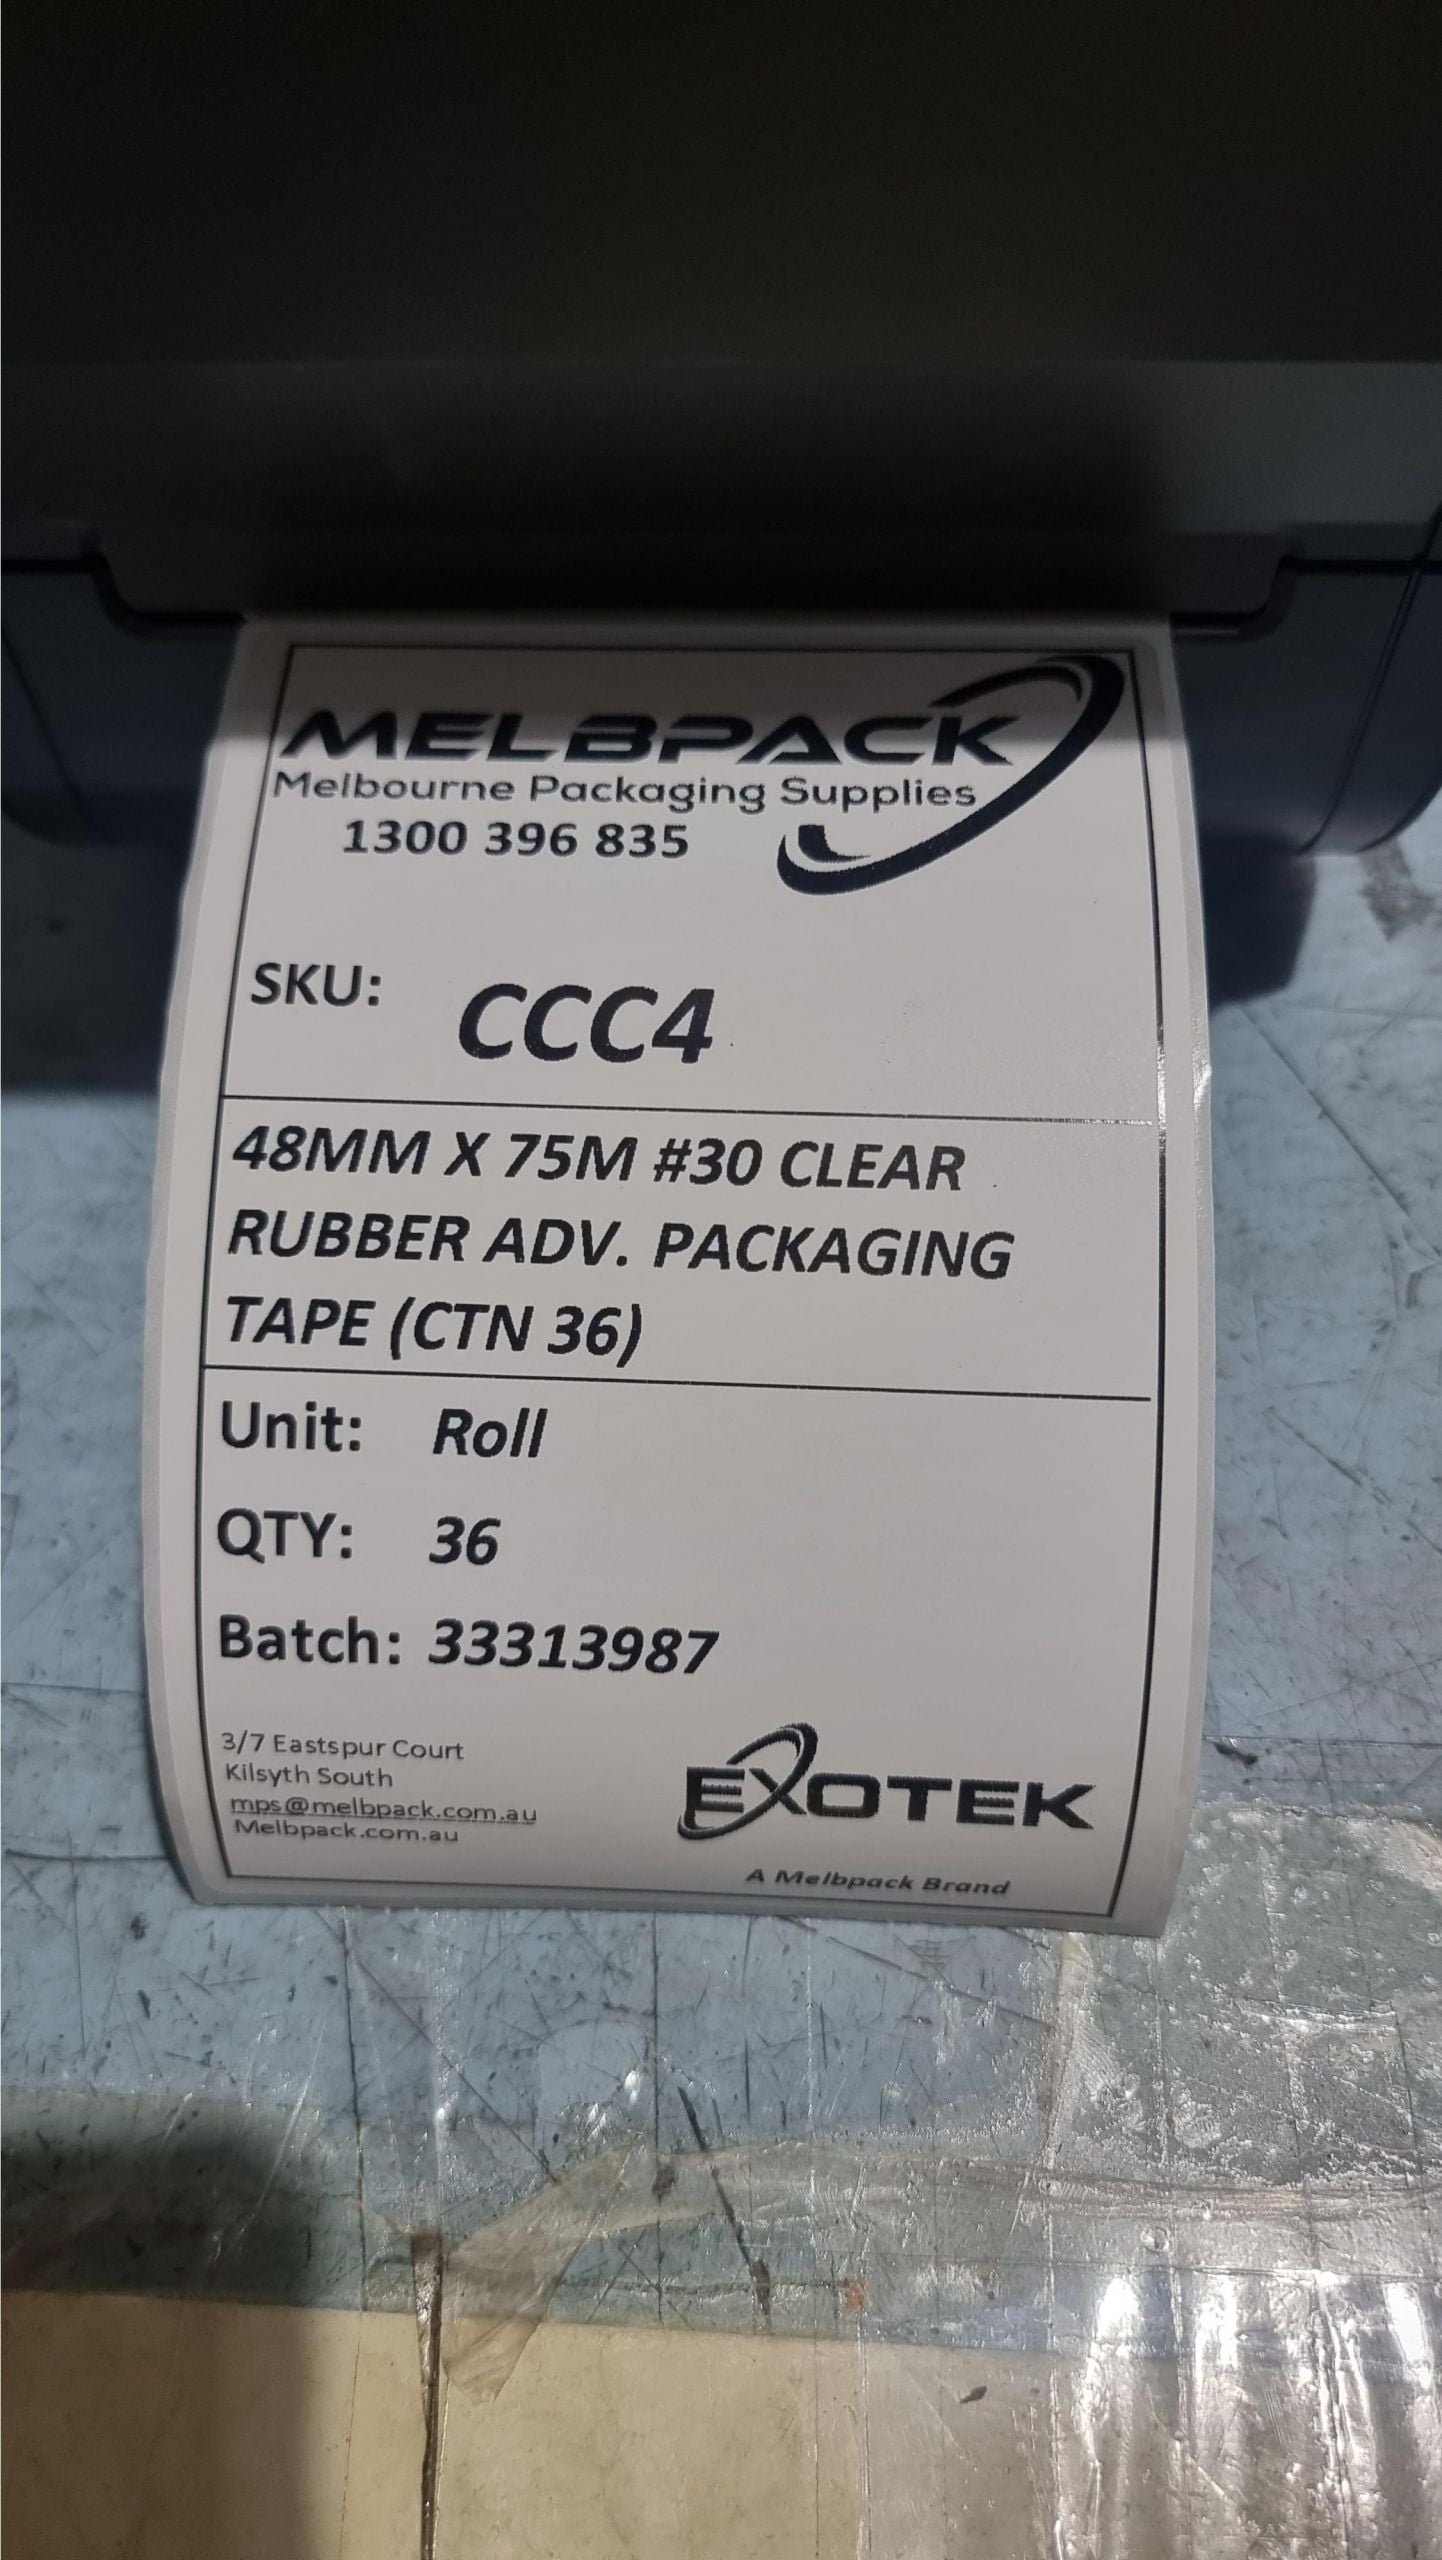 MELBPACK
Melbourne Packaging Supplies
1300 396 835
SKU: CCC4
48MM X 75M #30 CLEAR
RUBBER ADV. PACKAGING
TAPE (CTN 36)
Unit: Roll
QTY: 36
Batch: 33313987
3/7 Eastspur Court
Kilsyth South
mps@melbpack.com.au
Melbpack.com.au
EXOTEK
A Melbpack Brand